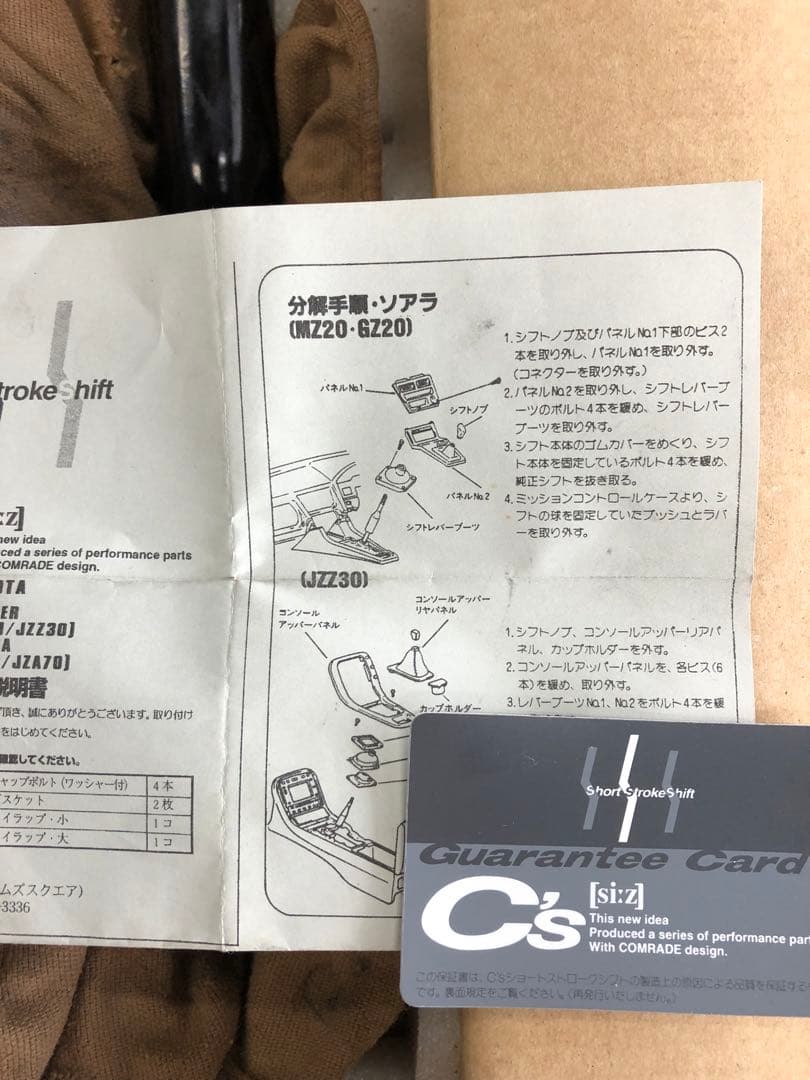 trokeShift
si:z]
new idea
ced a series of performance parts
COMRADE design.
OTA
ER
/JZZ30)
A
/JZA70)
説明書
頂き、誠にありがとうございます。取り付け
をはじめてください。
確認してください。
ャップボルト(ワッシャー付) 4本
スケット 2枚
イラップ・小 1コ
イラップ・大 1コ
ムズスクエア)
-3336
分解手順・ソアラ
(MZ20・GZ20)
パネルNo.1
シフトノブ
パネルNo.2
シフトレバーブーツ
1.シフトノブ及びパネルNo.1下部のビス2
本を取り外し、パネルNo.1を取り外す。
(コネクターを取り外す。)
2.パネルNo.2を取り外し、シフトレバーブ
ーツのボルト4本を緩め、シフトレバー
ブーツを取り外す。
3.シフト本体のゴムカバーをめくり、シフ
ト本体を固定しているボルト4本を緩め、
純正シフトを抜き取る。
4.ミッションコントロールケースより、シ
フトの球を固定していたブッシュとラバ
ーを取り外す。
(JZZ30)
コンソール
アッパーパネル
コンソールアッパー
リヤパネル
カップホルダー
1.シフトノブ、コンソールアッパーリアパ
ネル、カップホルダーを外す。
2.コンソールアッパーパネルを、各ビス(6
本)を緩め、取り外す。
3.レバーブーツNo.1、No.2をボルト4本を緩
Short StrokeShift
Guarantee Card
C's
[si:z]
This new idea
Produced a series of performance part
With COMRADE design.
この保証書は、C'sショートストロークシフトの製造上の原因による品質を保証する
です。裏面規定をご覧ください。(再発行いたしません。)